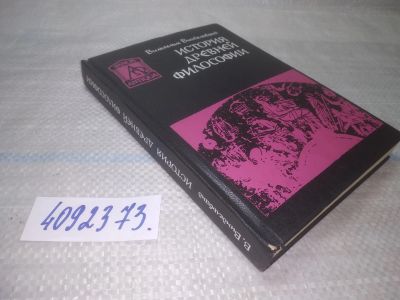 Вильгельм Виндельбанд
ИСТОРИЯ
ДРЕВНЕЙ
ФИЛОСОФИИ
В. Виндельбанд ИСТОРИЯ ДРЕВНЕЙ ФИЛОСОФИИ
4092373.